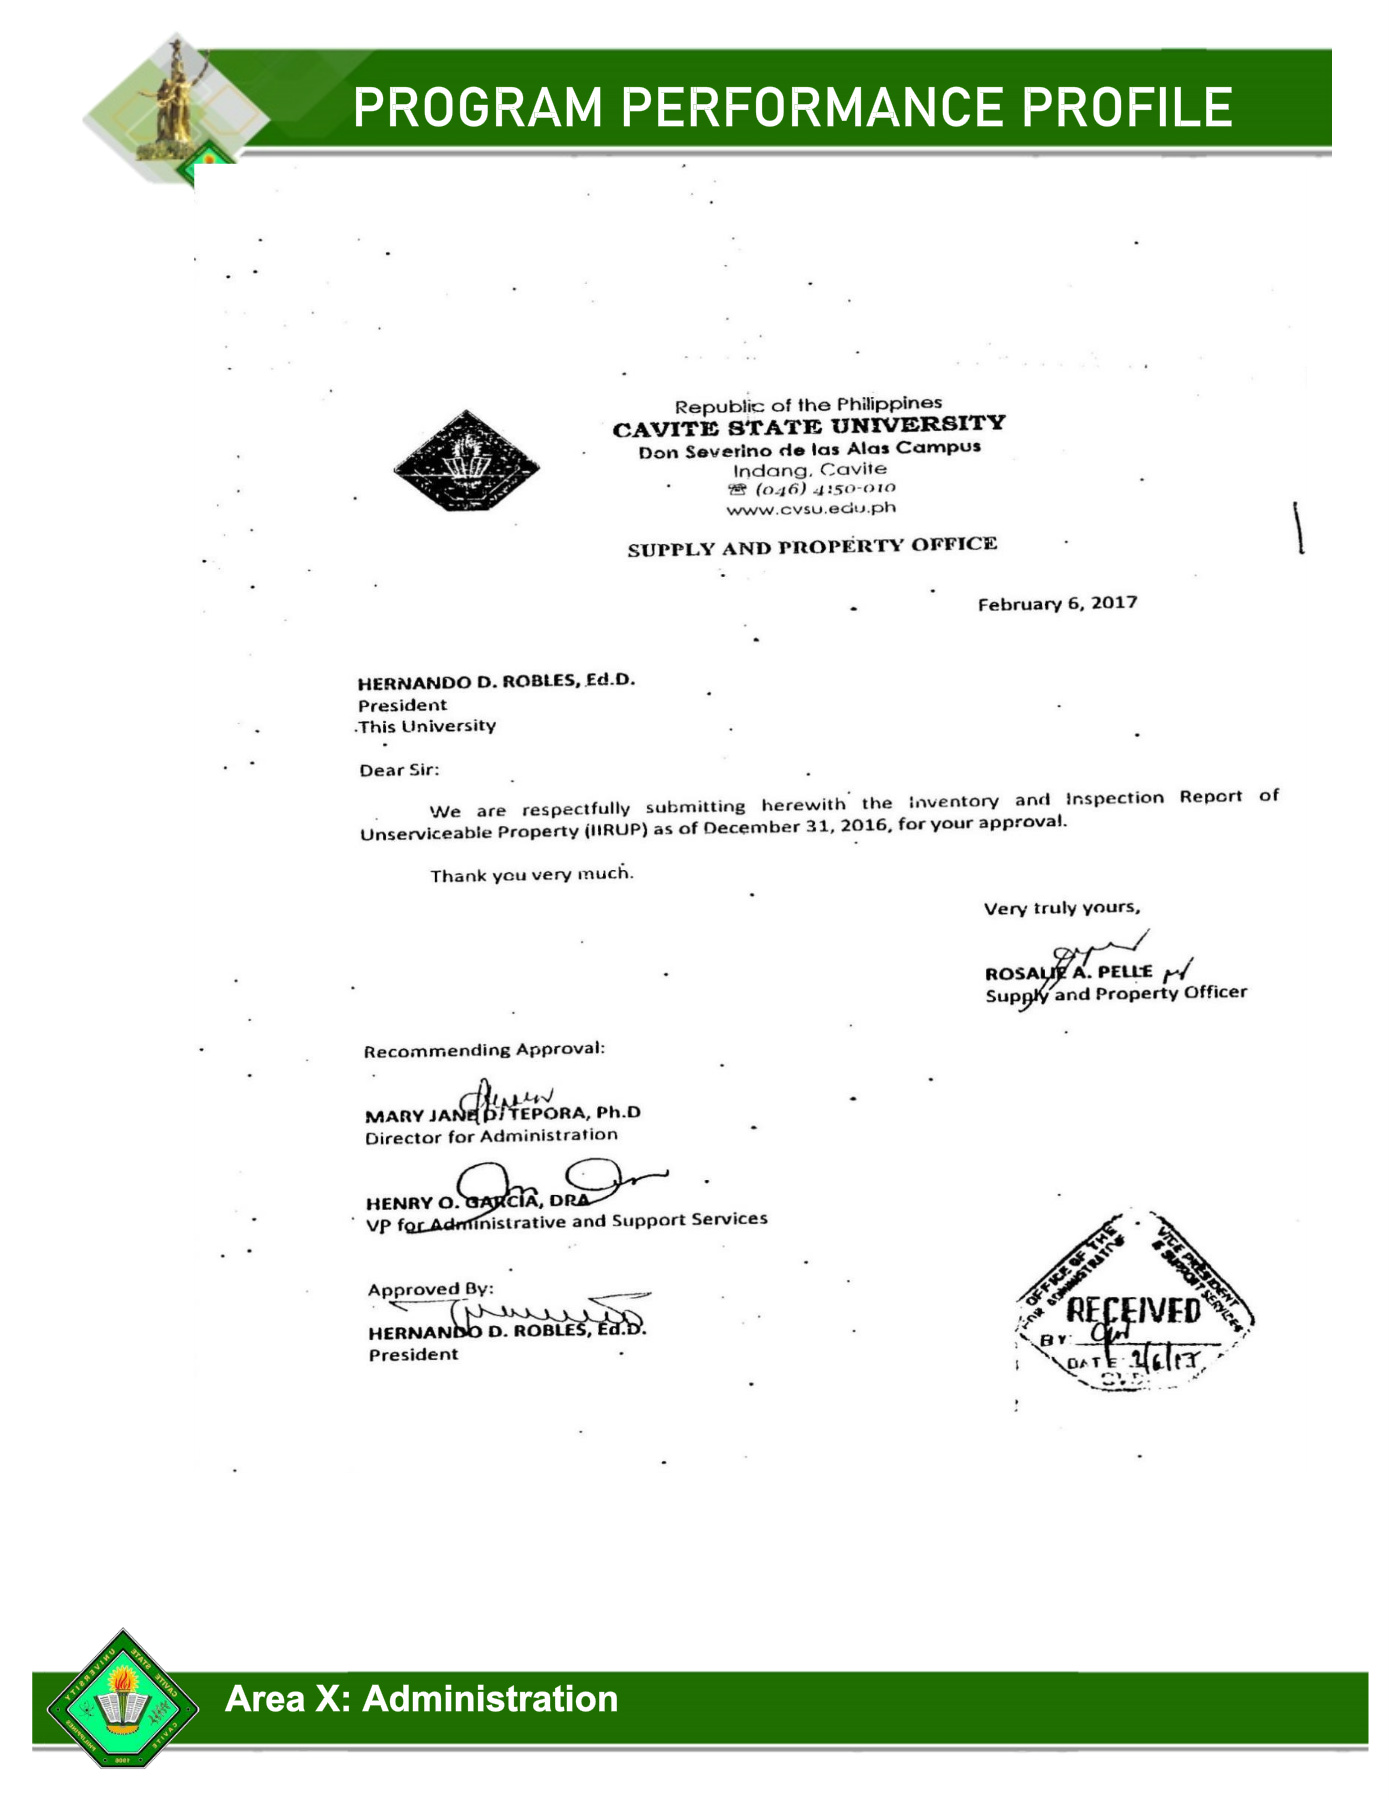 PROGRAM PERFORMANCE PROFILE
Republic of the Philippines
CAVITE STATE UNIVERSITY
Don Severino de las Alas Campus
Indang, Cavite
☏ (046) 4150-010
www.cvsu.edu.ph
SUPPLY AND PROPERTY OFFICE
February 6, 2017
HERNANDO D. ROBLES, Ed.D.
President
This University
Dear Sir:
We are respectfully submitting herewith the Inventory and Inspection Report of
Unserviceable Property (IIRUP) as of December 31, 2016, for your approval.
Thank you very much.
Very truly yours,
ROSALIE A. PELLE
Supply and Property Officer
Recommending Approval:
MARY JANE D. TEPORA, Ph.D
Director for Administration
HENRY O. GARCIA, DRA
VP for Administrative and Support Services
Approved By:
HERNANDO D. ROBLES, Ed.D.
President
OFFICE OF THE VICE PRESIDENT
FOR ADMINISTRATIVE & SUPPORT SERVICES
RECEIVED
BY:
DATE: 2/6/17
CAVITE STATE UNIVERSITY
CAVITE PHILIPPINES
1906
Area X: Administration